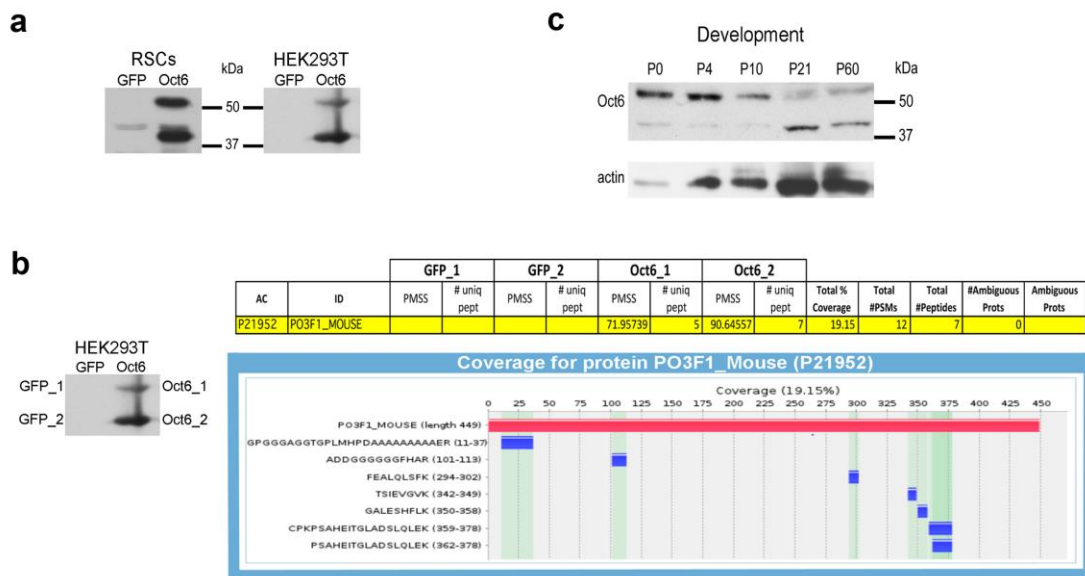 a
RSCs
GFP Oct6
kDa
50
37
HEK293T
GFP Oct6
c
Development
P0 P4 P10 P21 P60 kDa
Oct6
50
37
actin
b
HEK293T
GFP Oct6
GFP_1 Oct6_1
GFP_2 Oct6_2
GFP_1 GFP_2 Oct6_1 Oct6_2
AC ID PMSS # uniq pept PMSS # uniq pept PMSS # uniq pept PMSS # uniq pept Total % Coverage Total #PSMs Total #Peptides #Ambiguous Prots Ambiguous Prots
P21952 PO3F1_MOUSE 71.95739 5 90.64557 7 19.15 12 7 0
Coverage for protein PO3F1_Mouse (P21952)
Coverage (19.15%)
0 25 50 75 100 125 150 175 200 225 250 275 300 325 350 375 400 425 450
PO3F1_MOUSE (length 449)
GPGGGAGGTGPLMHPDAAAAAAAAAER (11-37)
ADDGGGGGGFHAR (101-113)
FEALQLSFK (294-302)
TSIEVGVK (342-349)
GALESHFLK (350-358)
CPKPSAHEITGLADSLQLEK (359-378)
PSAHEITGLADSLQLEK (362-378)